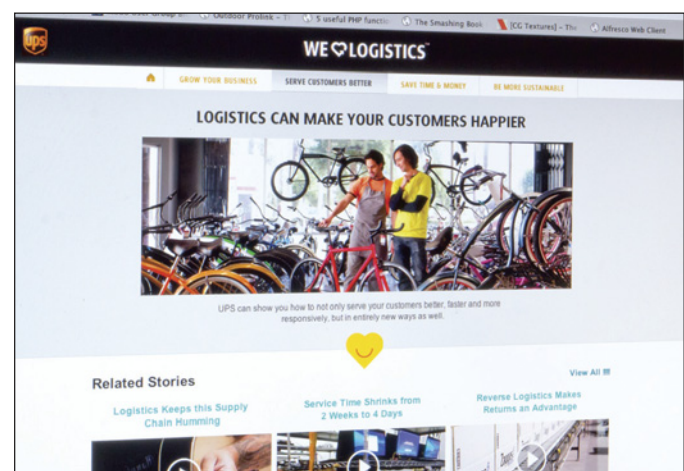 Outdoor Prolink – T
5 useful PHP functio
The Smashing Book
[CG Textures] – The
Alfresco Web Client
ups
WE LOGISTICS
GROW YOUR BUSINESS
SERVE CUSTOMERS BETTER
SAVE TIME & MONEY
BE MORE SUSTAINABLE
LOGISTICS CAN MAKE YOUR CUSTOMERS HAPPIER
UPS can show you how to not only serve your customers better, faster and more
responsively, but in entirely new ways as well.
Related Stories
View All
Logistics Keeps this Supply
Chain Humming
Service Time Shrinks from
2 Weeks to 4 Days
Reverse Logistics Makes
Returns an Advantage